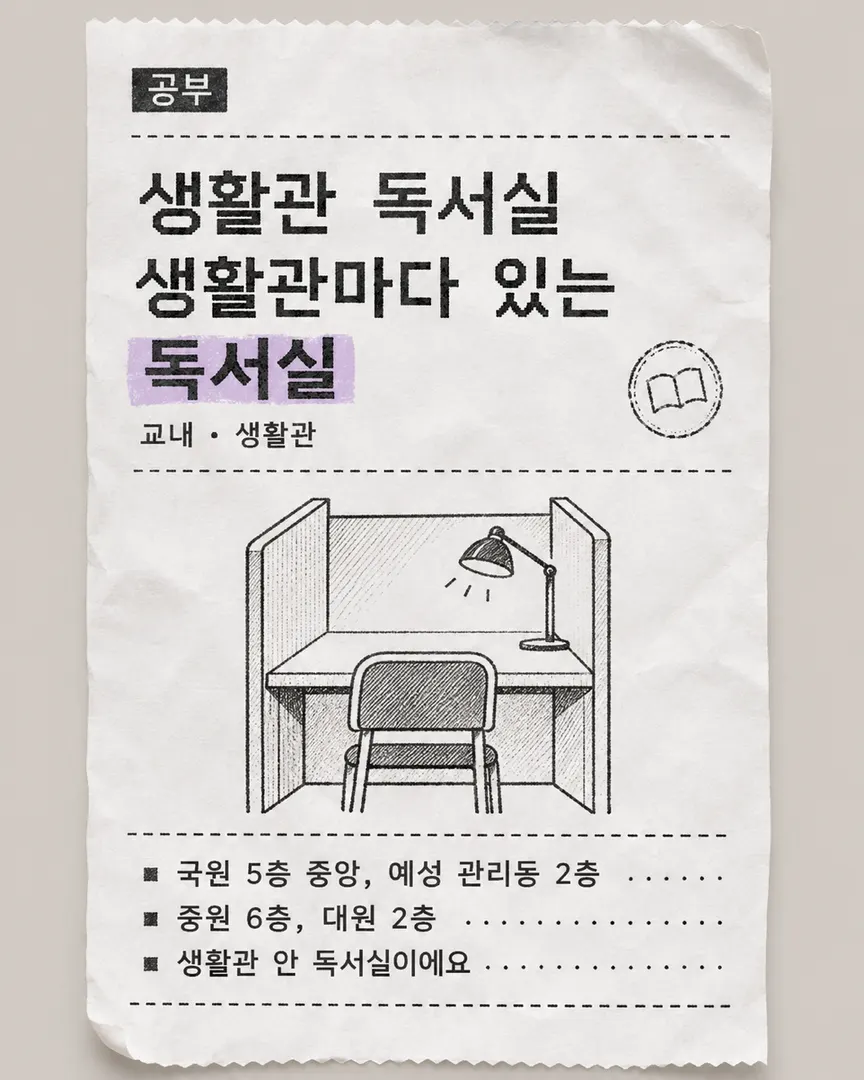 공부
생활관 독서실
생활관마다 있는
독서실
교내 • 생활관
■ 국원 5층 중앙, 예성 관리동 2층 ......
■ 중원 6층, 대원 2층 ................
■ 생활관 안 독서실이에요 ...............